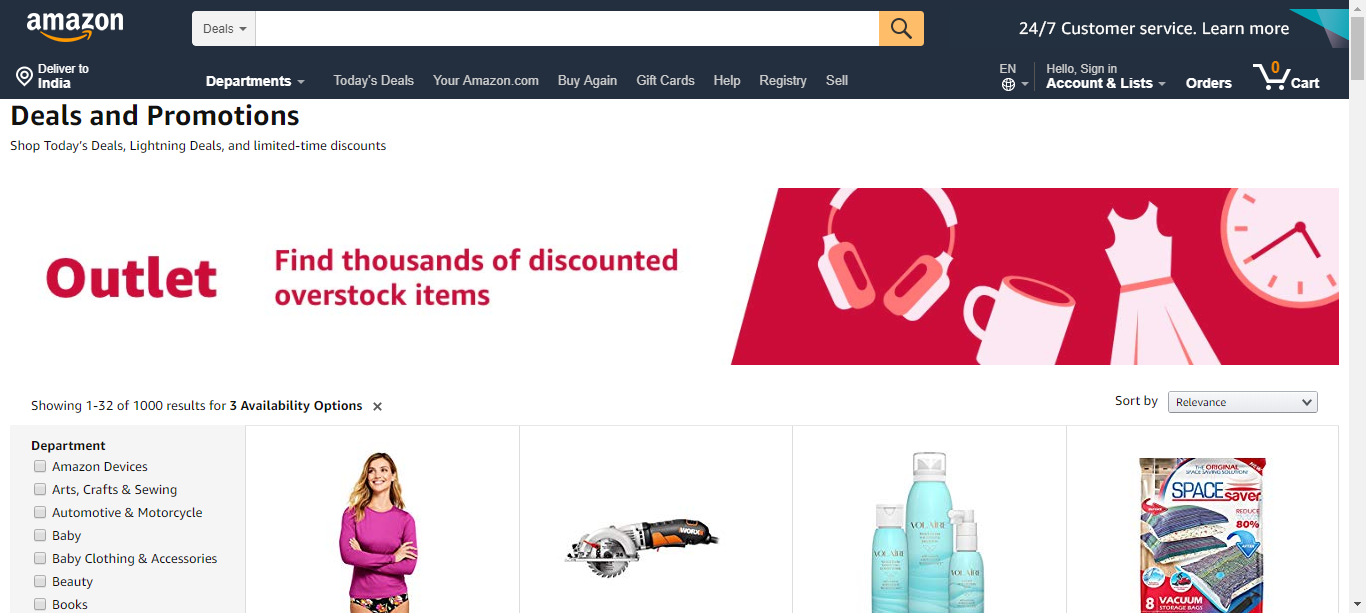 amazon
Deals
24/7 Customer service. Learn more
Deliver to
India
Departments
Today's Deals
Your Amazon.com
Buy Again
Gift Cards
Help
Registry
Sell
EN
Hello, Sign in
Account & Lists
Orders
0
Cart
Deals and Promotions
Shop Today's Deals, Lightning Deals, and limited-time discounts
Outlet
Find thousands of discounted
overstock items
Showing 1-32 of 1000 results for 3 Availability Options
Sort by
Relevance
Department
Amazon Devices
Arts, Crafts & Sewing
Automotive & Motorcycle
Baby
Baby Clothing & Accessories
Beauty
Books
WORX
VOLAIRE
VOLAIRE
VOLAIRE
THE ORIGINAL
SPACE SAVING SOLUTION!
SPACE
saver
REDUCE
80%
8 VACUUM
STORAGE BAGS